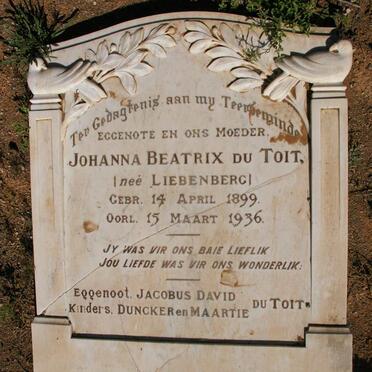 Ter Gedagtenis aan my Teerbeminde
EGGENOTE EN ONS MOEDER,
JOHANNA BEATRIX DU TOIT,
(neé LIEBENBERG)
GEBR. 14 APRIL 1899.
OORL. 15 MAART 1936.
JY WAS VIR ONS BAIE LIEFLIK
JOU LIEFDE WAS VIR ONS WONDERLIK.
Eggenoot. JACOBUS DAVID
Kinders. DUNCKER en MAARTIE DU TOIT.